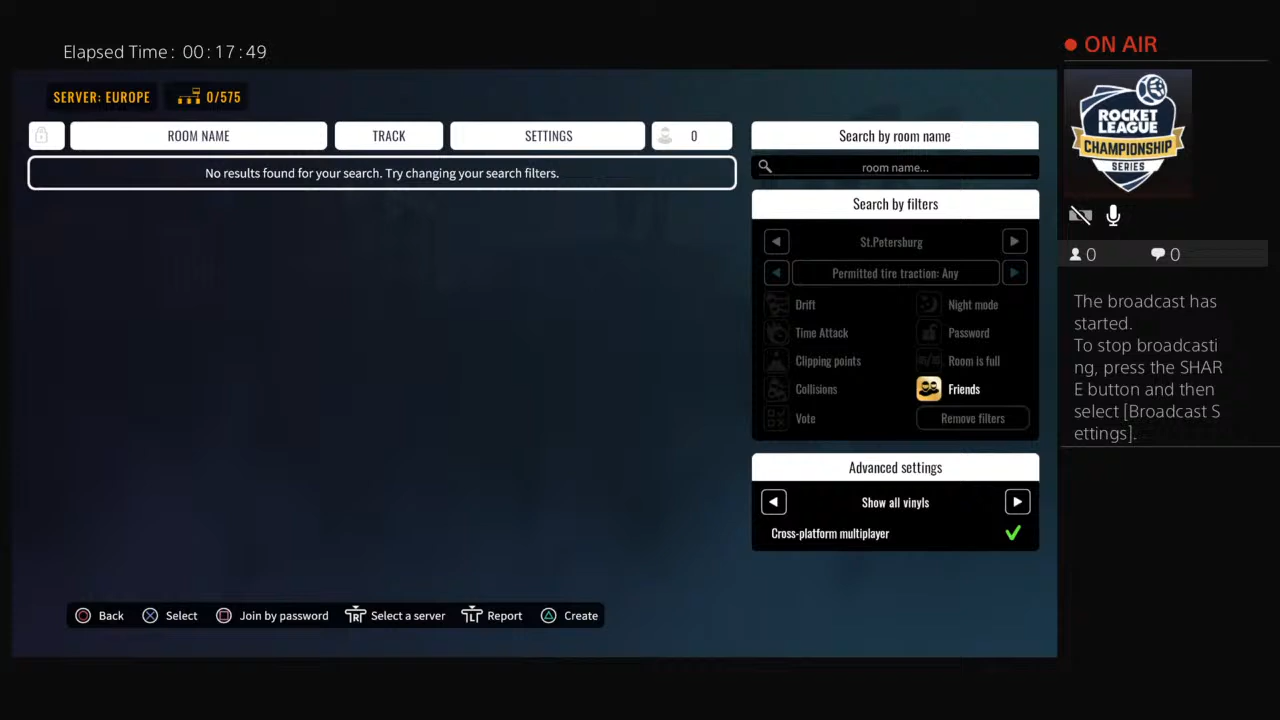 Elapsed Time: 00:17:49
ON AIR
SERVER: EUROPE
0/575
ROOM NAME
TRACK
SETTINGS
0
No results found for your search. Try changing your search filters.
Search by room name
room name...
Search by filters
St.Petersburg
Permitted tire traction: Any
Drift
Night mode
Time Attack
Password
Clipping points
Room is full
Collisions
Friends
Vote
Remove filters
Advanced settings
Show all vinyls
Cross-platform multiplayer
Back
Select
Join by password
R
Select a server
L
Report
Create
ROCKET
LEAGUE
CHAMPIONSHIP
SERIES
0
0
The broadcast has
started.
To stop broadcasti
ng, press the SHAR
E button and then
select [Broadcast S
ettings].